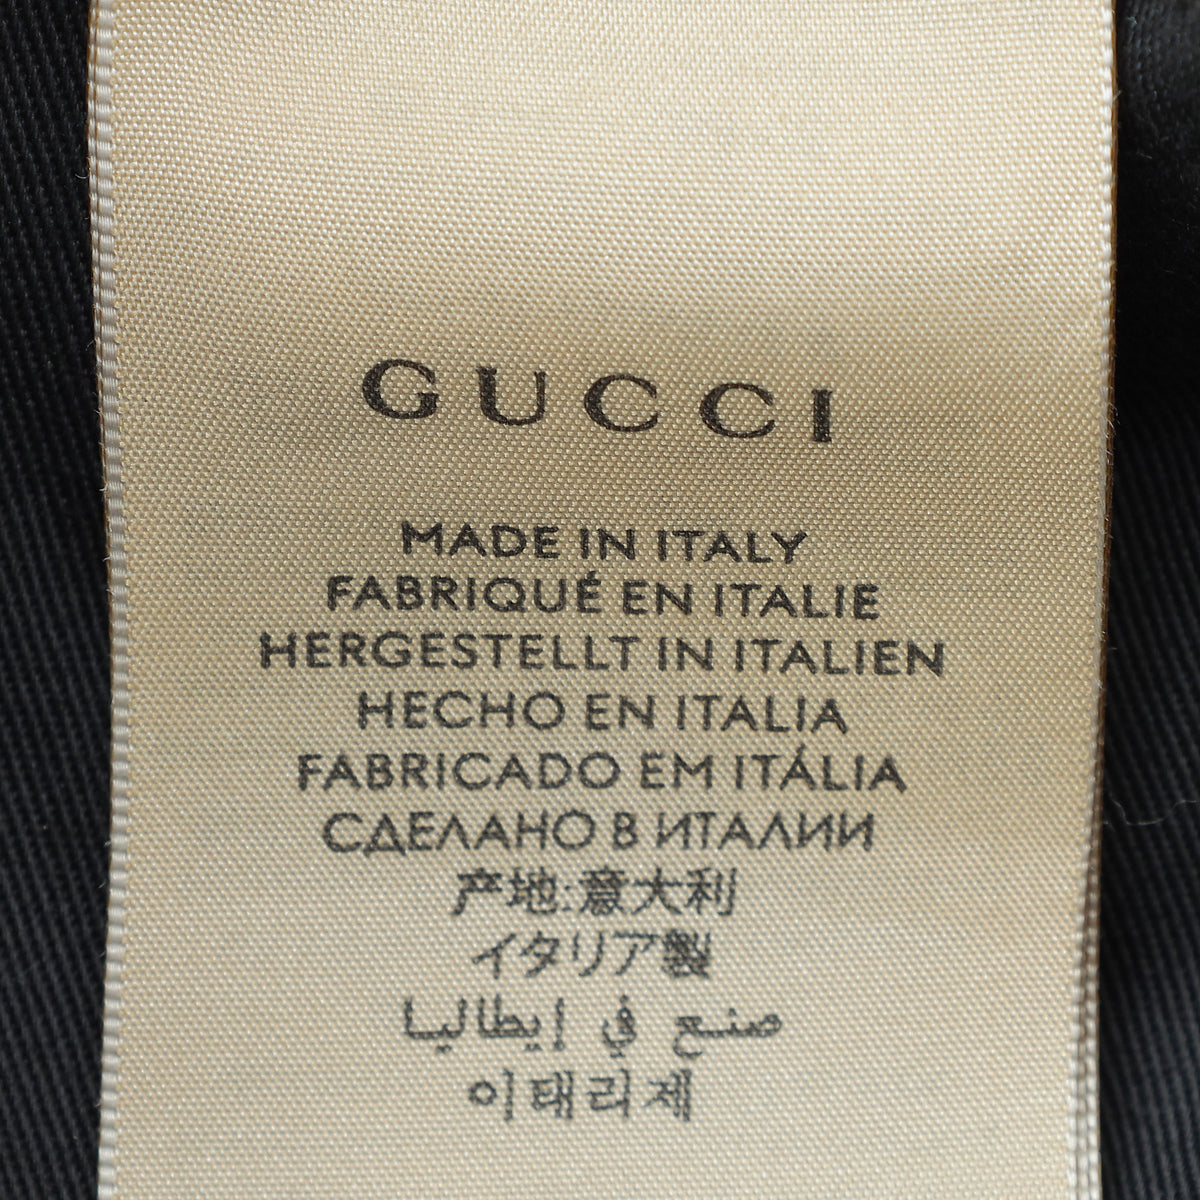 GUCCI
MADE IN ITALY
FABRIQUÉ EN ITALIE
HERGESTELLT IN ITALIEN
HECHO EN ITALIA
FABRICADO EM ITÁLIA
СДЕЛАНО В ИТАЛИИ
产地:意大利
イタリア製
صنع في إيطاليا
이태리제